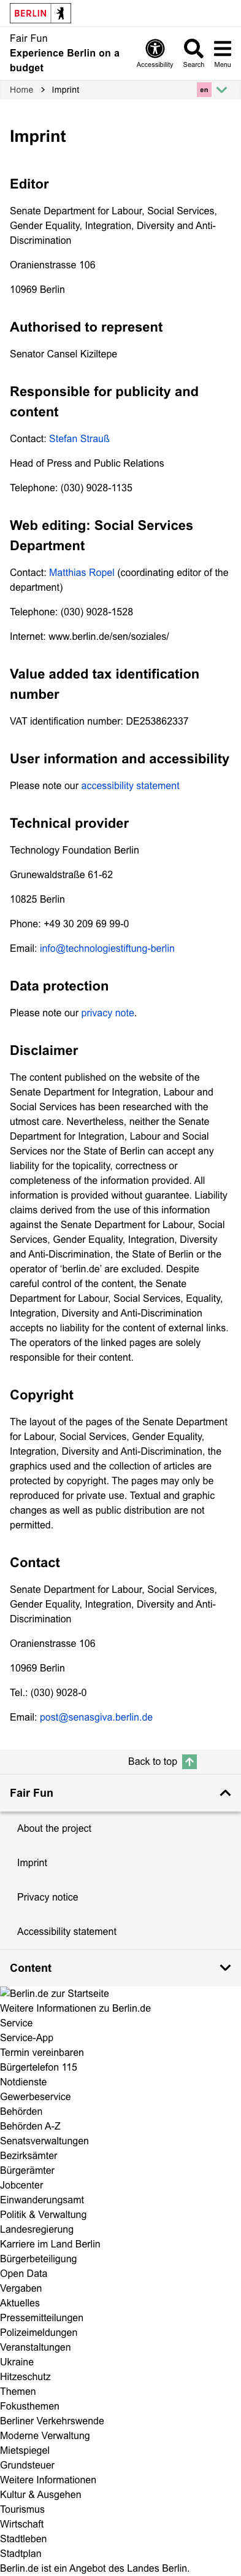 BERLIN
Fair Fun
Experience Berlin on a
budget
Accessibility
Search
Menu
Home
Imprint
en
Imprint
Editor
Senate Department for Labour, Social Services,
Gender Equality, Integration, Diversity and Anti-
Discrimination
Oranienstrasse 106
10969 Berlin
Authorised to represent
Senator Cansel Kiziltepe
Responsible for publicity and
content
Contact: Stefan Strauß
Head of Press and Public Relations
Telephone: (030) 9028-1135
Web editing: Social Services
Department
Contact: Matthias Ropel (coordinating editor of the
department)
Telephone: (030) 9028-1528
Internet: www.berlin.de/sen/soziales/
Value added tax identification
number
VAT identification number: DE253862337
User information and accessibility
Please note our accessibility statement
Technical provider
Technology Foundation Berlin
Grunewaldstraße 61-62
10825 Berlin
Phone: +49 30 209 69 99-0
Email: info@technologiestiftung-berlin
Data protection
Please note our privacy note.
Disclaimer
The content published on the website of the
Senate Department for Integration, Labour and
Social Services has been researched with the
utmost care. Nevertheless, neither the Senate
Department for Integration, Labour and Social
Services nor the State of Berlin can accept any
liability for the topicality, correctness or
completeness of the information provided. All
information is provided without guarantee. Liability
claims derived from the use of this information
against the Senate Department for Labour, Social
Services, Gender Equality, Integration, Diversity
and Anti-Discrimination, the State of Berlin or the
operator of 'berlin.de' are excluded. Despite
careful control of the content, the Senate
Department for Labour, Social Services, Equality,
Integration, Diversity and Anti-Discrimination
accepts no liability for the content of external links.
The operators of the linked pages are solely
responsible for their content.
Copyright
The layout of the pages of the Senate Department
for Labour, Social Services, Gender Equality,
Integration, Diversity and Anti-Discrimination, the
graphics used and the collection of articles are
protected by copyright. The pages may only be
reproduced for private use. Textual and graphic
changes as well as public distribution are not
permitted.
Contact
Senate Department for Labour, Social Services,
Gender Equality, Integration, Diversity and Anti-
Discrimination
Oranienstrasse 106
10969 Berlin
Tel.: (030) 9028-0
Email: post@senasgiva.berlin.de
Back to top
Fair Fun
About the project
Imprint
Privacy notice
Accessibility statement
Content
Berlin.de zur Startseite
Weitere Informationen zu Berlin.de
Service
Service-App
Termin vereinbaren
Bürgertelefon 115
Notdienste
Gewerbeservice
Behörden
Behörden A-Z
Senatsverwaltungen
Bezirksämter
Bürgerämter
Jobcenter
Einwanderungsamt
Politik & Verwaltung
Landesregierung
Karriere im Land Berlin
Bürgerbeteiligung
Open Data
Vergaben
Aktuelles
Pressemitteilungen
Polizeimeldungen
Veranstaltungen
Ukraine
Hitzeschutz
Themen
Fokusthemen
Berliner Verkehrswende
Moderne Verwaltung
Mietspiegel
Grundsteuer
Weitere Informationen
Kultur & Ausgehen
Tourismus
Wirtschaft
Stadtleben
Stadtplan
Berlin.de ist ein Angebot des Landes Berlin.